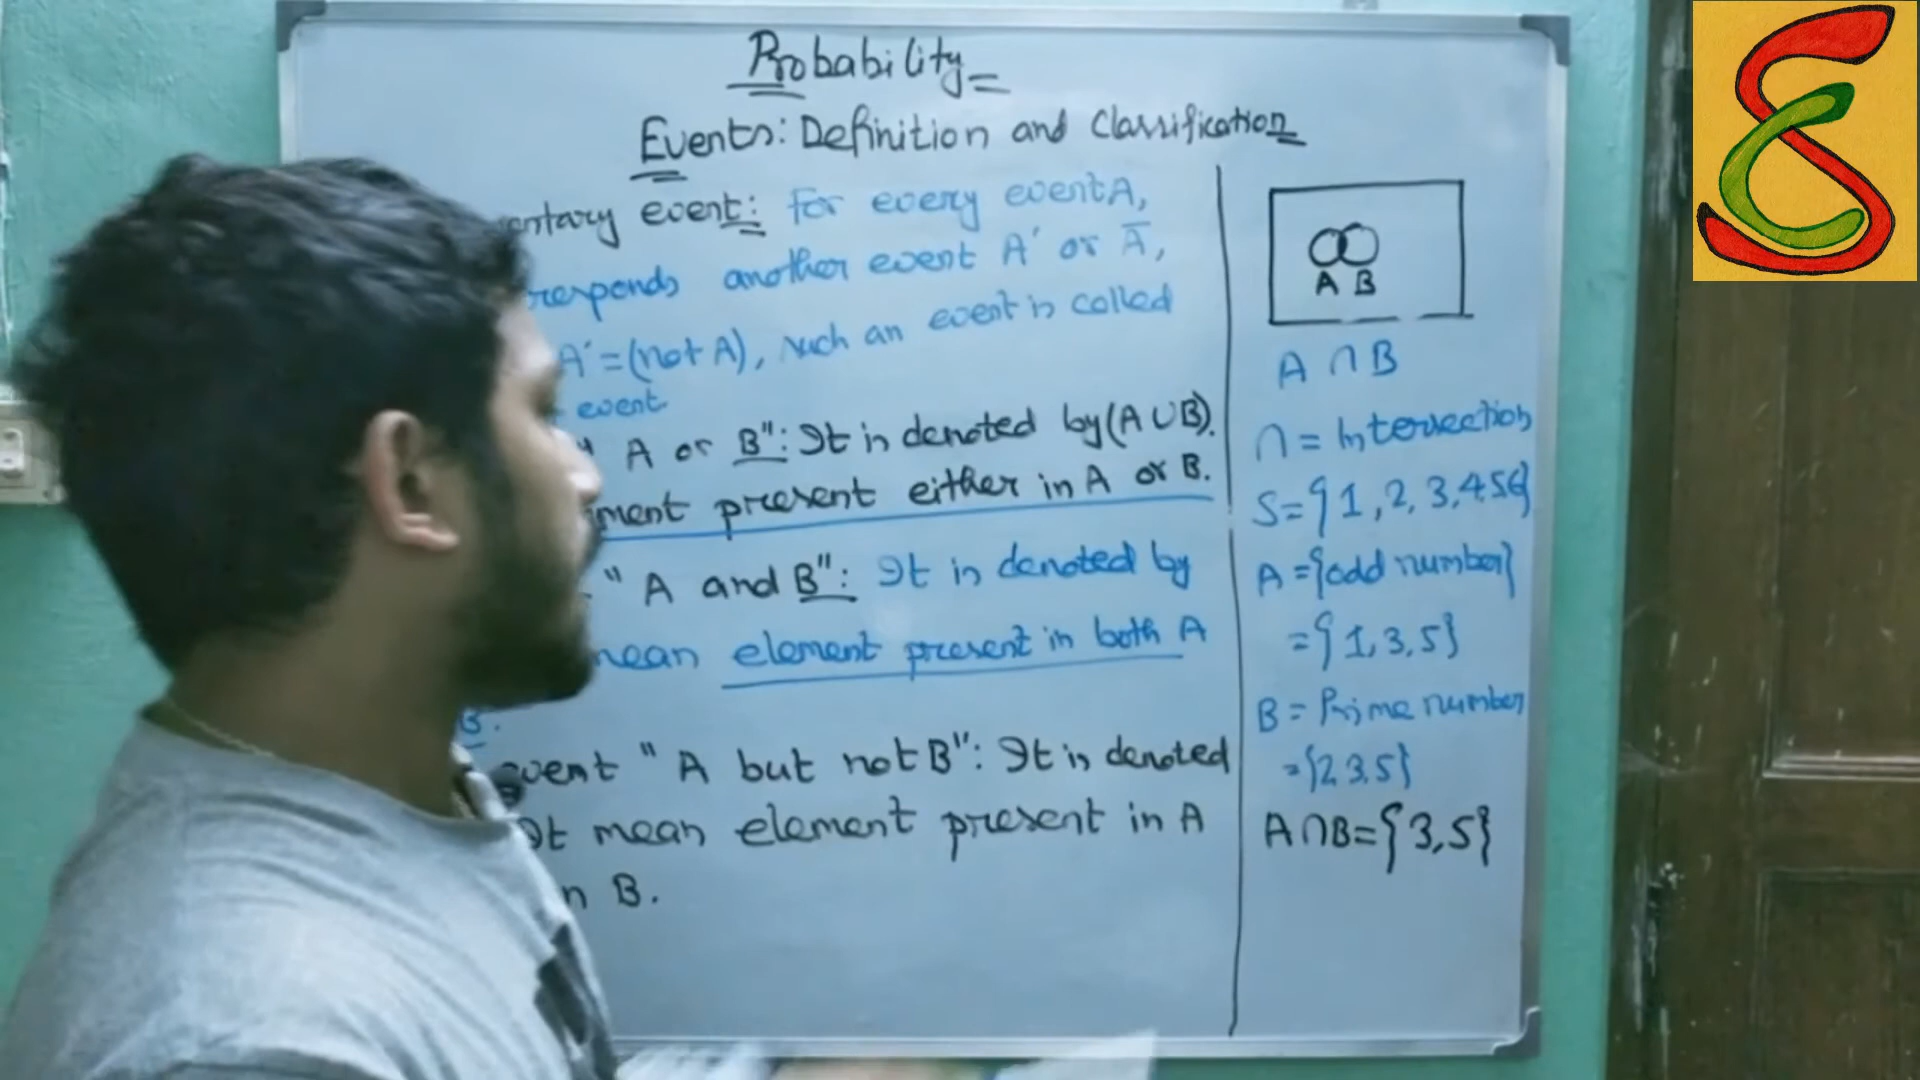 Probability
Events: Definition and Classification
entary event: For every event A,
responds another event A' or A̅,
A'=(not A), such an event is called
event
" A or B": It is denoted by (A ∪ B).
ment present either in A or B.
" A and B": It is denoted by
mean element present in both A
B.
event " A but not B": It is denoted
It mean element present in A
n B.
A B
A ∩ B
∩ = Intersection
S={1,2,3,4,5,6}
A={odd number}
={1,3,5}
B = Prime number
={2,3,5}
A∩B={3,5}